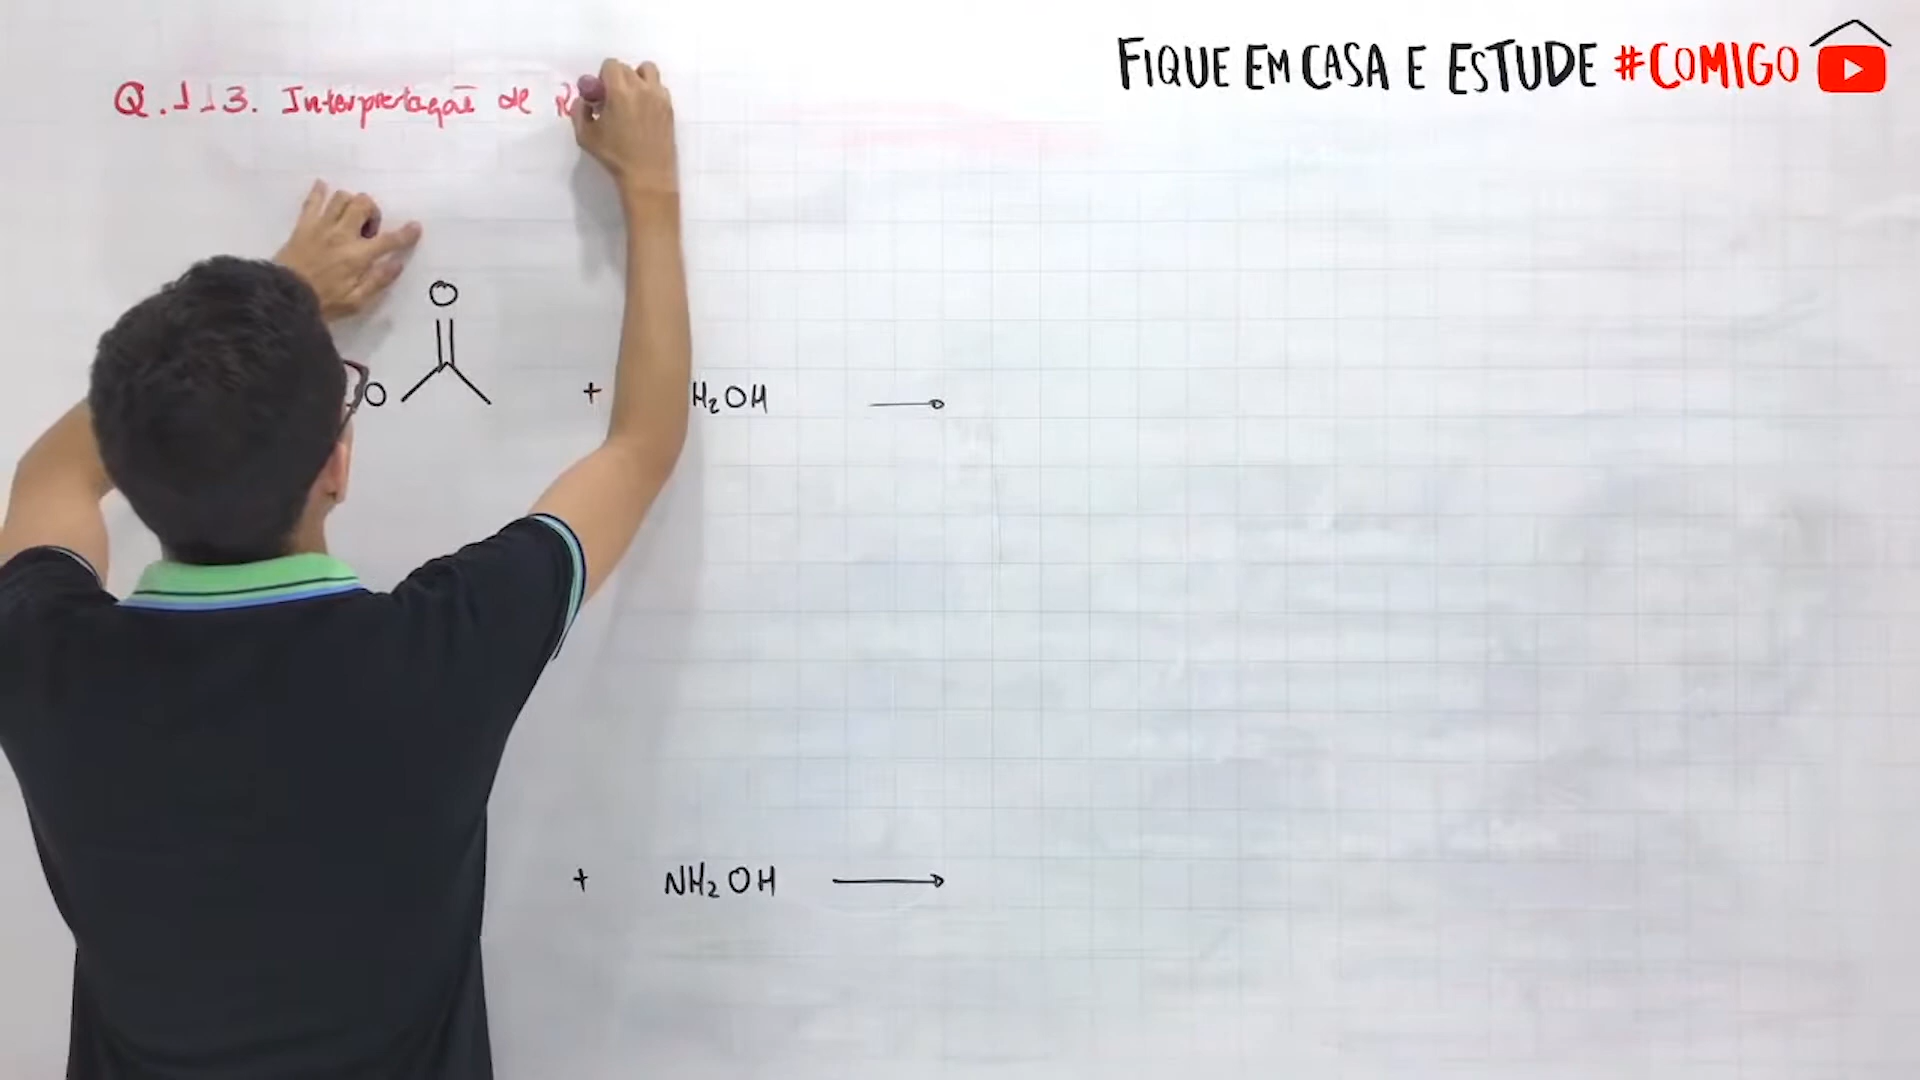 FIQUE EM CASA E ESTUDE #COMIGO
Q.113. Interpretação de
O
O + H₂OH
+ NH₂OH